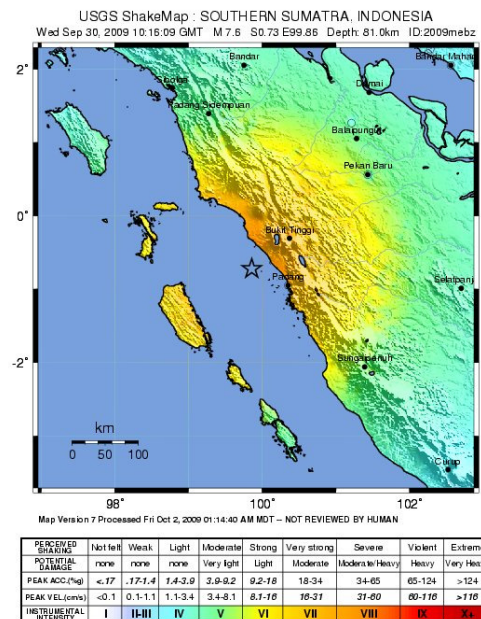 USGS ShakeMap : SOUTHERN SUMATRA, INDONESIA
Wed Sep 30, 2009 10:16:09 GMT M 7.6 S0.73 E99.86 Depth: 81.0km ID:2009mebz
Bandar
Bandar Mahar
2°
Sibolga
Dumai
Padang Sidempuan
Balaipungut
Pekan Baru
0°
Bukit Tinggi
Padang
Selatpanj
-2°
Sungaipenuh
km
0 50 100
Curup
98° 100° 102°
Map Version 7 Processed Fri Oct 2, 2009 01:14:40 AM MDT -- NOT REVIEWED BY HUMAN
PERCEIVED SHAKING Not felt Weak Light Moderate Strong Very strong Severe Violent Extreme
POTENTIAL DAMAGE none none none Very light Light Moderate Moderate/Heavy Heavy Very Heav
PEAK ACC.(%g) <.17 .17-1.4 1.4-3.9 3.9-9.2 9.2-18 18-34 34-65 65-124 >124
PEAK VEL.(cm/s) <0.1 0.1-1.1 1.1-3.4 3.4-8.1 8.1-16 16-31 31-60 60-116 >116
INSTRUMENTAL INTENSITY I II-III IV V VI VII VIII IX X+